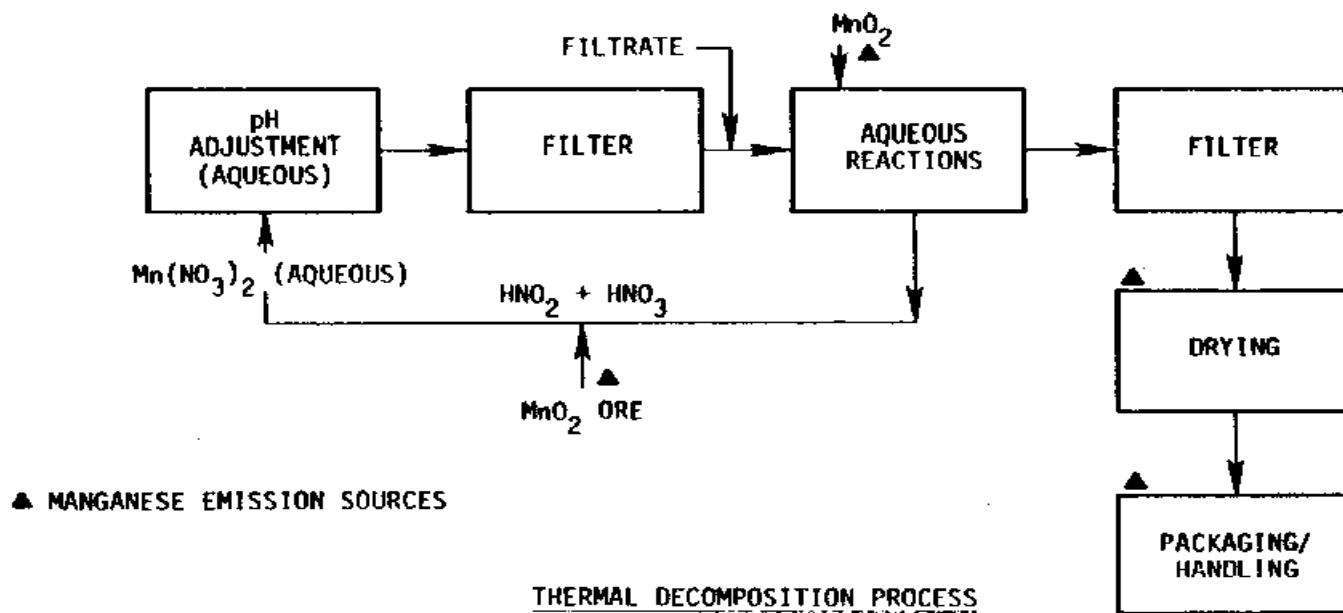 MnO2
FILTRATE
pH
ADJUSTMENT
(AQUEOUS)
FILTER
AQUEOUS
REACTIONS
FILTER
Mn(NO3)2 (AQUEOUS)
HNO2 + HNO3
MnO2 ORE
DRYING
▲ MANGANESE EMISSION SOURCES
PACKAGING/
HANDLING
THERMAL DECOMPOSITION PROCESS